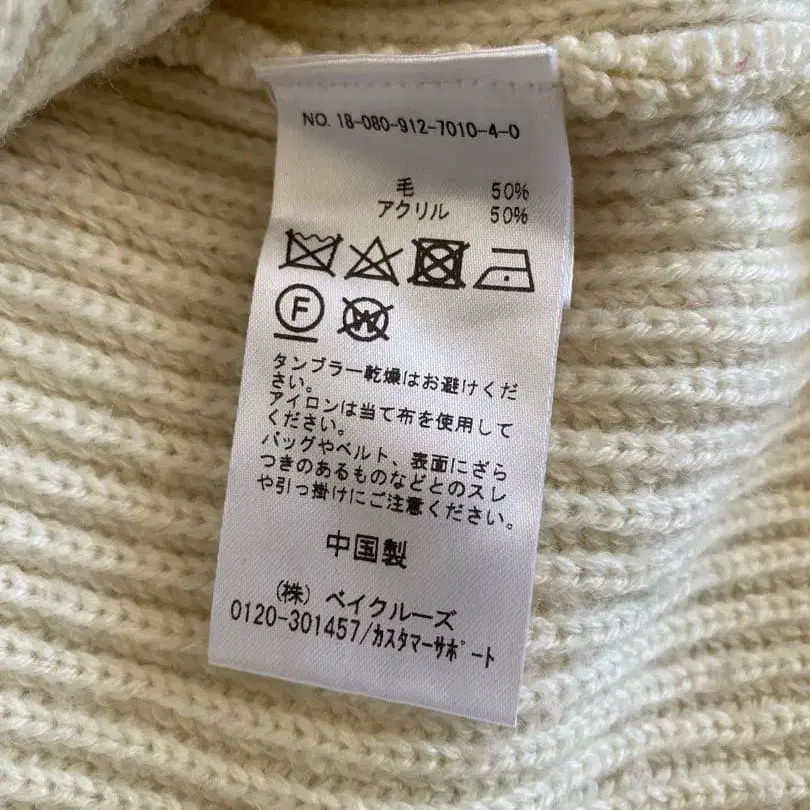 NO. 18-080-912-7010-4-0
毛 50%
アクリル 50%
F
W
タンブラー乾燥はお避けくだ
さい。
アイロンは当て布を使用して
ください。
バッグやベルト、表面にざら
つきのあるものなどとのスレ
や引っ掛けにご注意ください。
中国製
(株) ベイクルーズ
0120-301457/カスタマーサポート